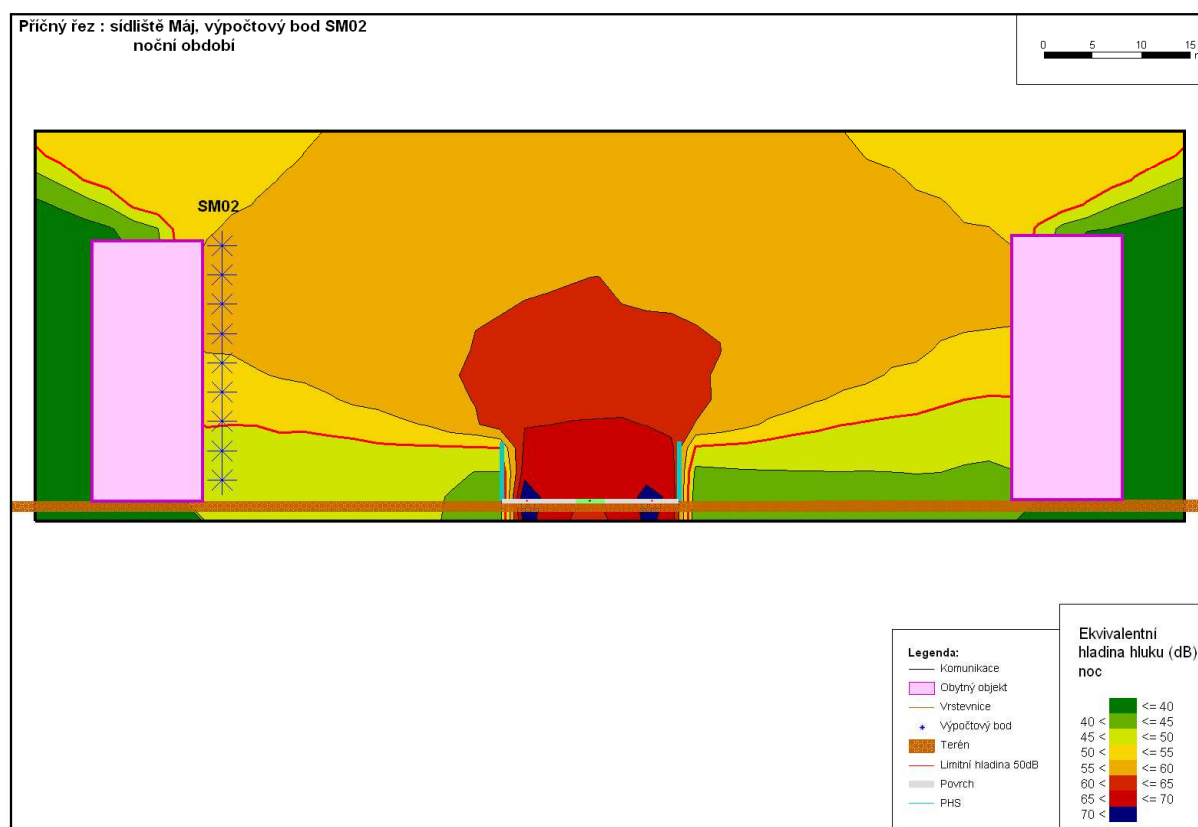 Příčný řez : sídliště Máj, výpočtový bod SM02
noční období
0 5 10 15
SM02
Legenda:
Komunikace
Obytný objekt
Vrstevnice
Výpočtový bod
Terén
Limitní hladina 50dB
Povrch
PHS
Ekvivalentní
hladina hluku (dB)
noc
<= 40
40 < <= 45
45 < <= 50
50 < <= 55
55 < <= 60
60 < <= 65
65 < <= 70
70 <